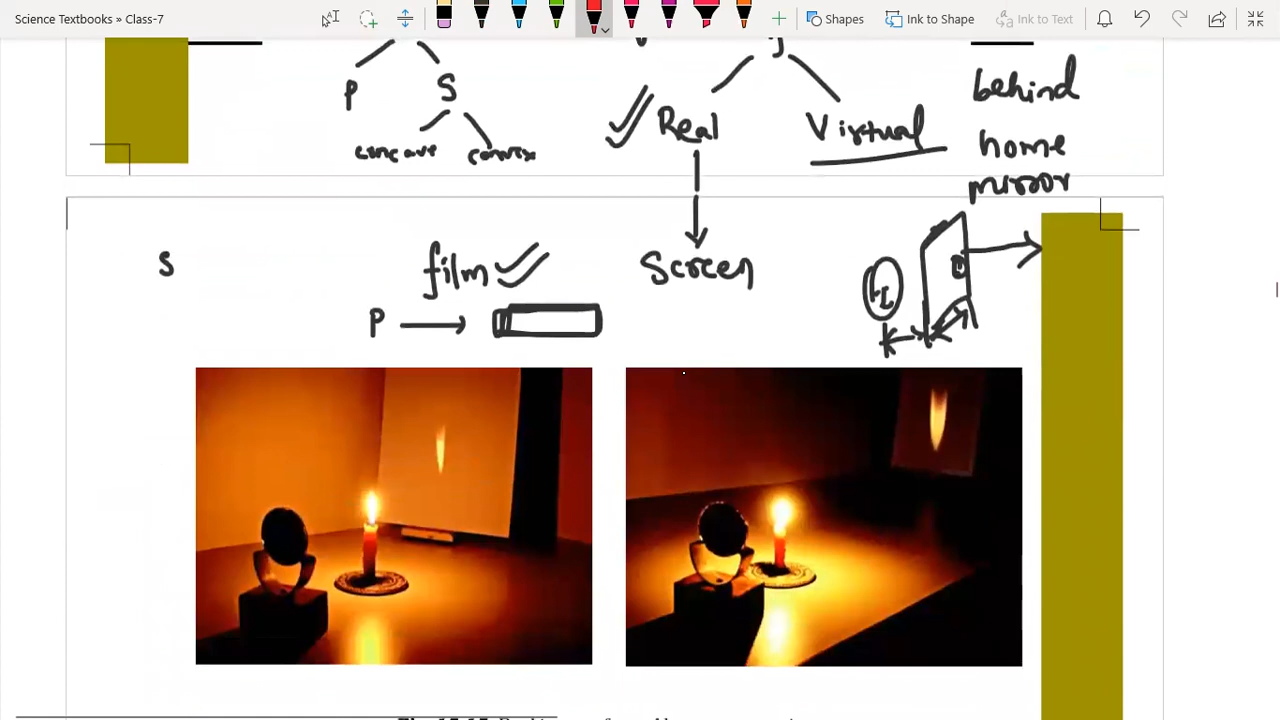 Science Textbooks » Class-7
Shapes
Ink to Shape
Ink to Text
P
S
concave convex
Real
Virtual
behind
home
mirror
S
film
Screen
P